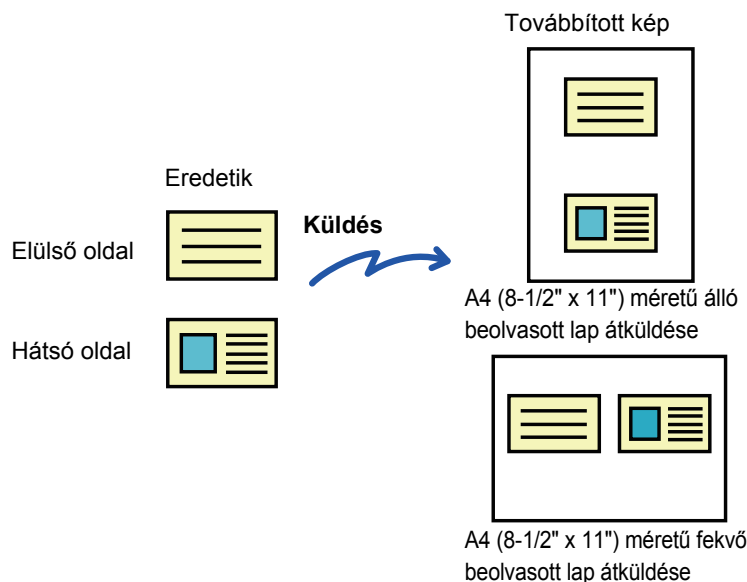 Továbbított kép
Eredetik
Küldés
Elülső oldal
Hátsó oldal
A4 (8-1/2" x 11") méretű álló
beolvasott lap átküldése
A4 (8-1/2" x 11") méretű fekvő
beolvasott lap átküldése